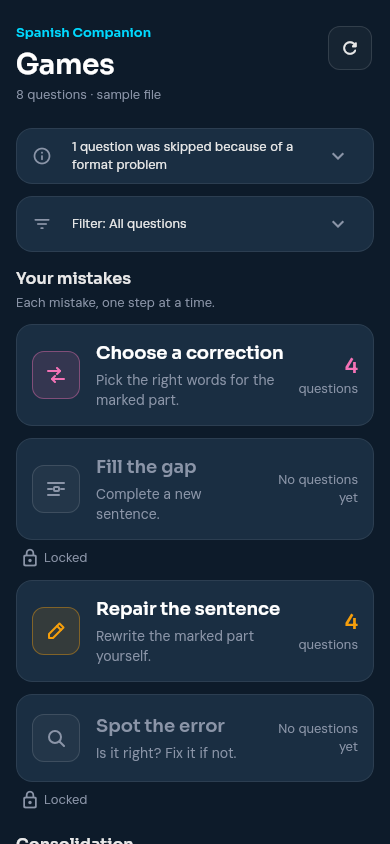 Spanish Companion
Games
8 questions · sample file
1 question was skipped because of a
format problem
Filter: All questions
Your mistakes
Each mistake, one step at a time.
Choose a correction
Pick the right words for the
marked part.
4
questions
Fill the gap
Complete a new
sentence.
No questions
yet
Locked
Repair the sentence
Rewrite the marked part
yourself.
4
questions
Spot the error
Is it right? Fix it if not.
No questions
yet
Locked
Consolidation